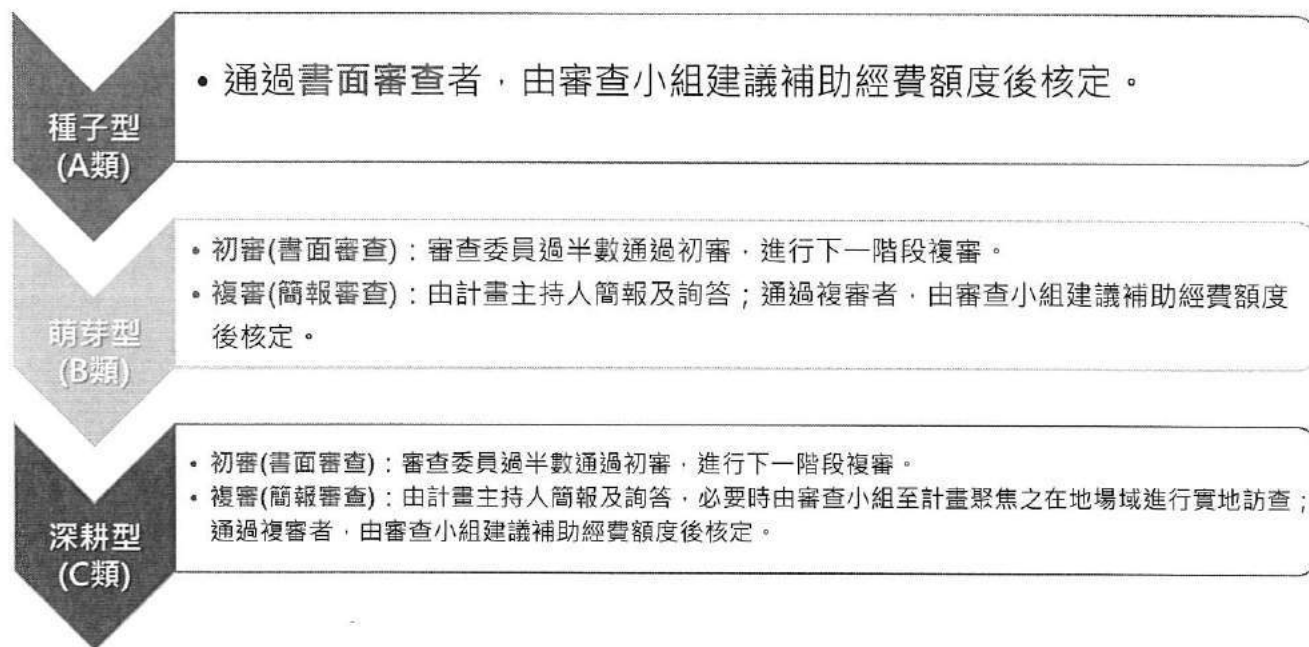 種子型
(A類)
• 通過書面審查者，由審查小組建議補助經費額度後核定。
萌芽型
(B類)
• 初審(書面審查)：審查委員過半數通過初審，進行下一階段複審。
• 複審(簡報審查)：由計畫主持人簡報及詢答；通過複審者，由審查小組建議補助經費額度
後核定。
深耕型
(C類)
• 初審(書面審查)：審查委員過半數通過初審，進行下一階段複審。
• 複審(簡報審查)：由計畫主持人簡報及詢答，必要時由審查小組至計畫聚焦之在地場域進行實地訪查；
通過複審者，由審查小組建議補助經費額度後核定。